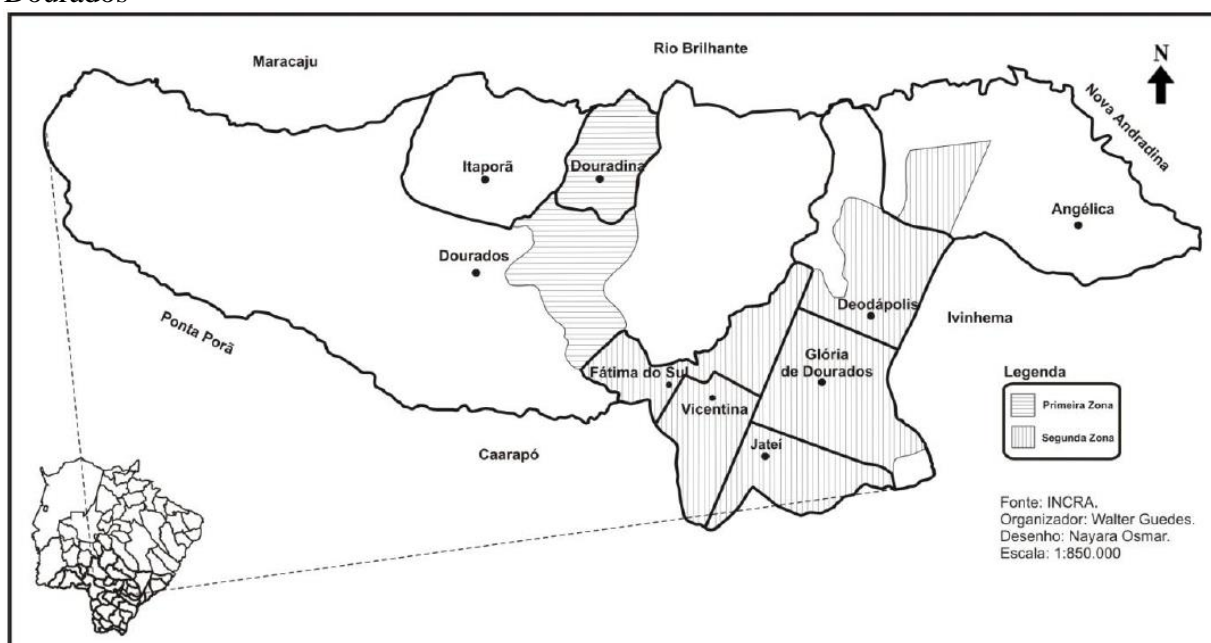 Dourados
Maracaju
Rio Brilhante
N
Nova Andradina
Itaporã
Douradina
Angélica
Dourados
Deodápolis
Ivinhema
Ponta Porã
Fátima do Sul
Glória
de Dourados
Vicentina
Jateí
Caarapó
Legenda
Primeira Zona
Segunda Zona
Fonte: INCRA.
Organizador: Walter Guedes.
Desenho: Nayara Osmar.
Escala: 1:850.000